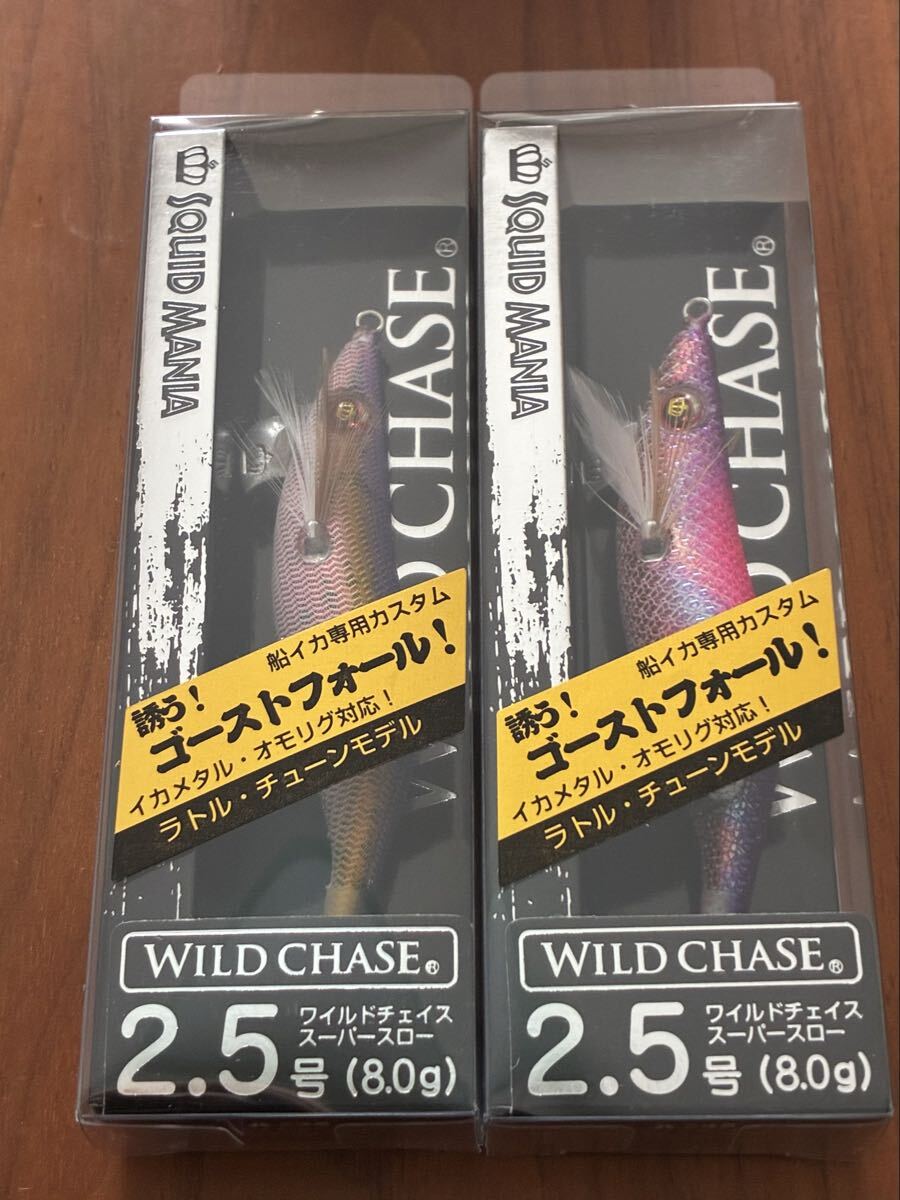 SQUID MANIA
D CHASE®
船イカ専用カスタム
誘う！
ゴーストフォール！
イカメタル・オモリグ対応！
ラトル・チューンモデル
WILD CHASE®
2.5号
ワイルドチェイス
スーパースロー
(8.0g)
SQUID MANIA
CHASE®
船イカ専用カスタム
誘う！
ゴーストフォール！
イカメタル・オモリグ対応！
ラトル・チューンモデル
WILD CHASE®
2.5号
ワイルドチェイス
スーパースロー
(8.0g)